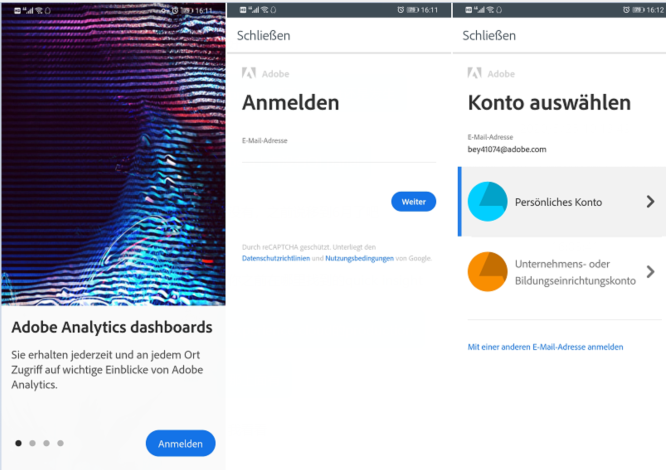 16:11
Adobe Analytics dashboards
Sie erhalten jederzeit und an jedem Ort
Zugriff auf wichtige Einblicke von Adobe
Analytics.
Anmelden
16:11
Schließen
Adobe
Anmelden
E-Mail-Adresse
Weiter
Durch reCAPTCHA geschützt. Unterliegt den
Datenschutzrichtlinien und Nutzungsbedingungen von Google.
16:12
Schließen
Adobe
Konto auswählen
E-Mail-Adresse
bey41074@adobe.com
Persönliches Konto
Unternehmens- oder
Bildungseinrichtungskonto
Mit einer anderen E-Mail-Adresse anmelden